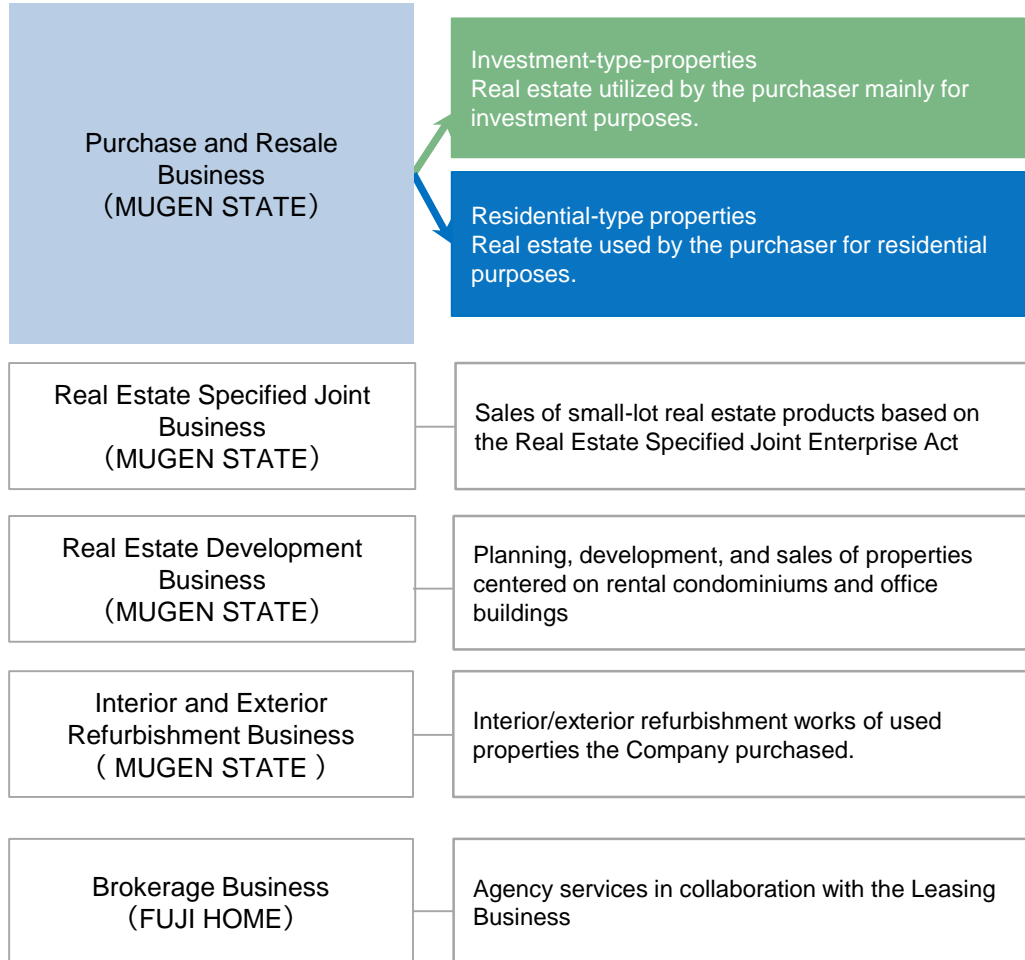 Purchase and Resale
Business
（MUGEN STATE）
Investment-type-properties
Real estate utilized by the purchaser mainly for
investment purposes.
Residential-type properties
Real estate used by the purchaser for residential
purposes.
Real Estate Specified Joint
Business
（MUGEN STATE）
Sales of small-lot real estate products based on
the Real Estate Specified Joint Enterprise Act
Real Estate Development
Business
（MUGEN STATE）
Planning, development, and sales of properties
centered on rental condominiums and office
buildings
Interior and Exterior
Refurbishment Business
（ MUGEN STATE ）
Interior/exterior refurbishment works of used
properties the Company purchased.
Brokerage Business
（FUJI HOME）
Agency services in collaboration with the Leasing
Business